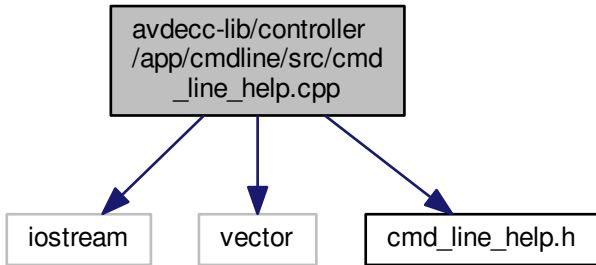 avdecc-lib/controller
/app/cmdline/src/cmd
_line_help.cpp
iostream
vector
cmd_line_help.h